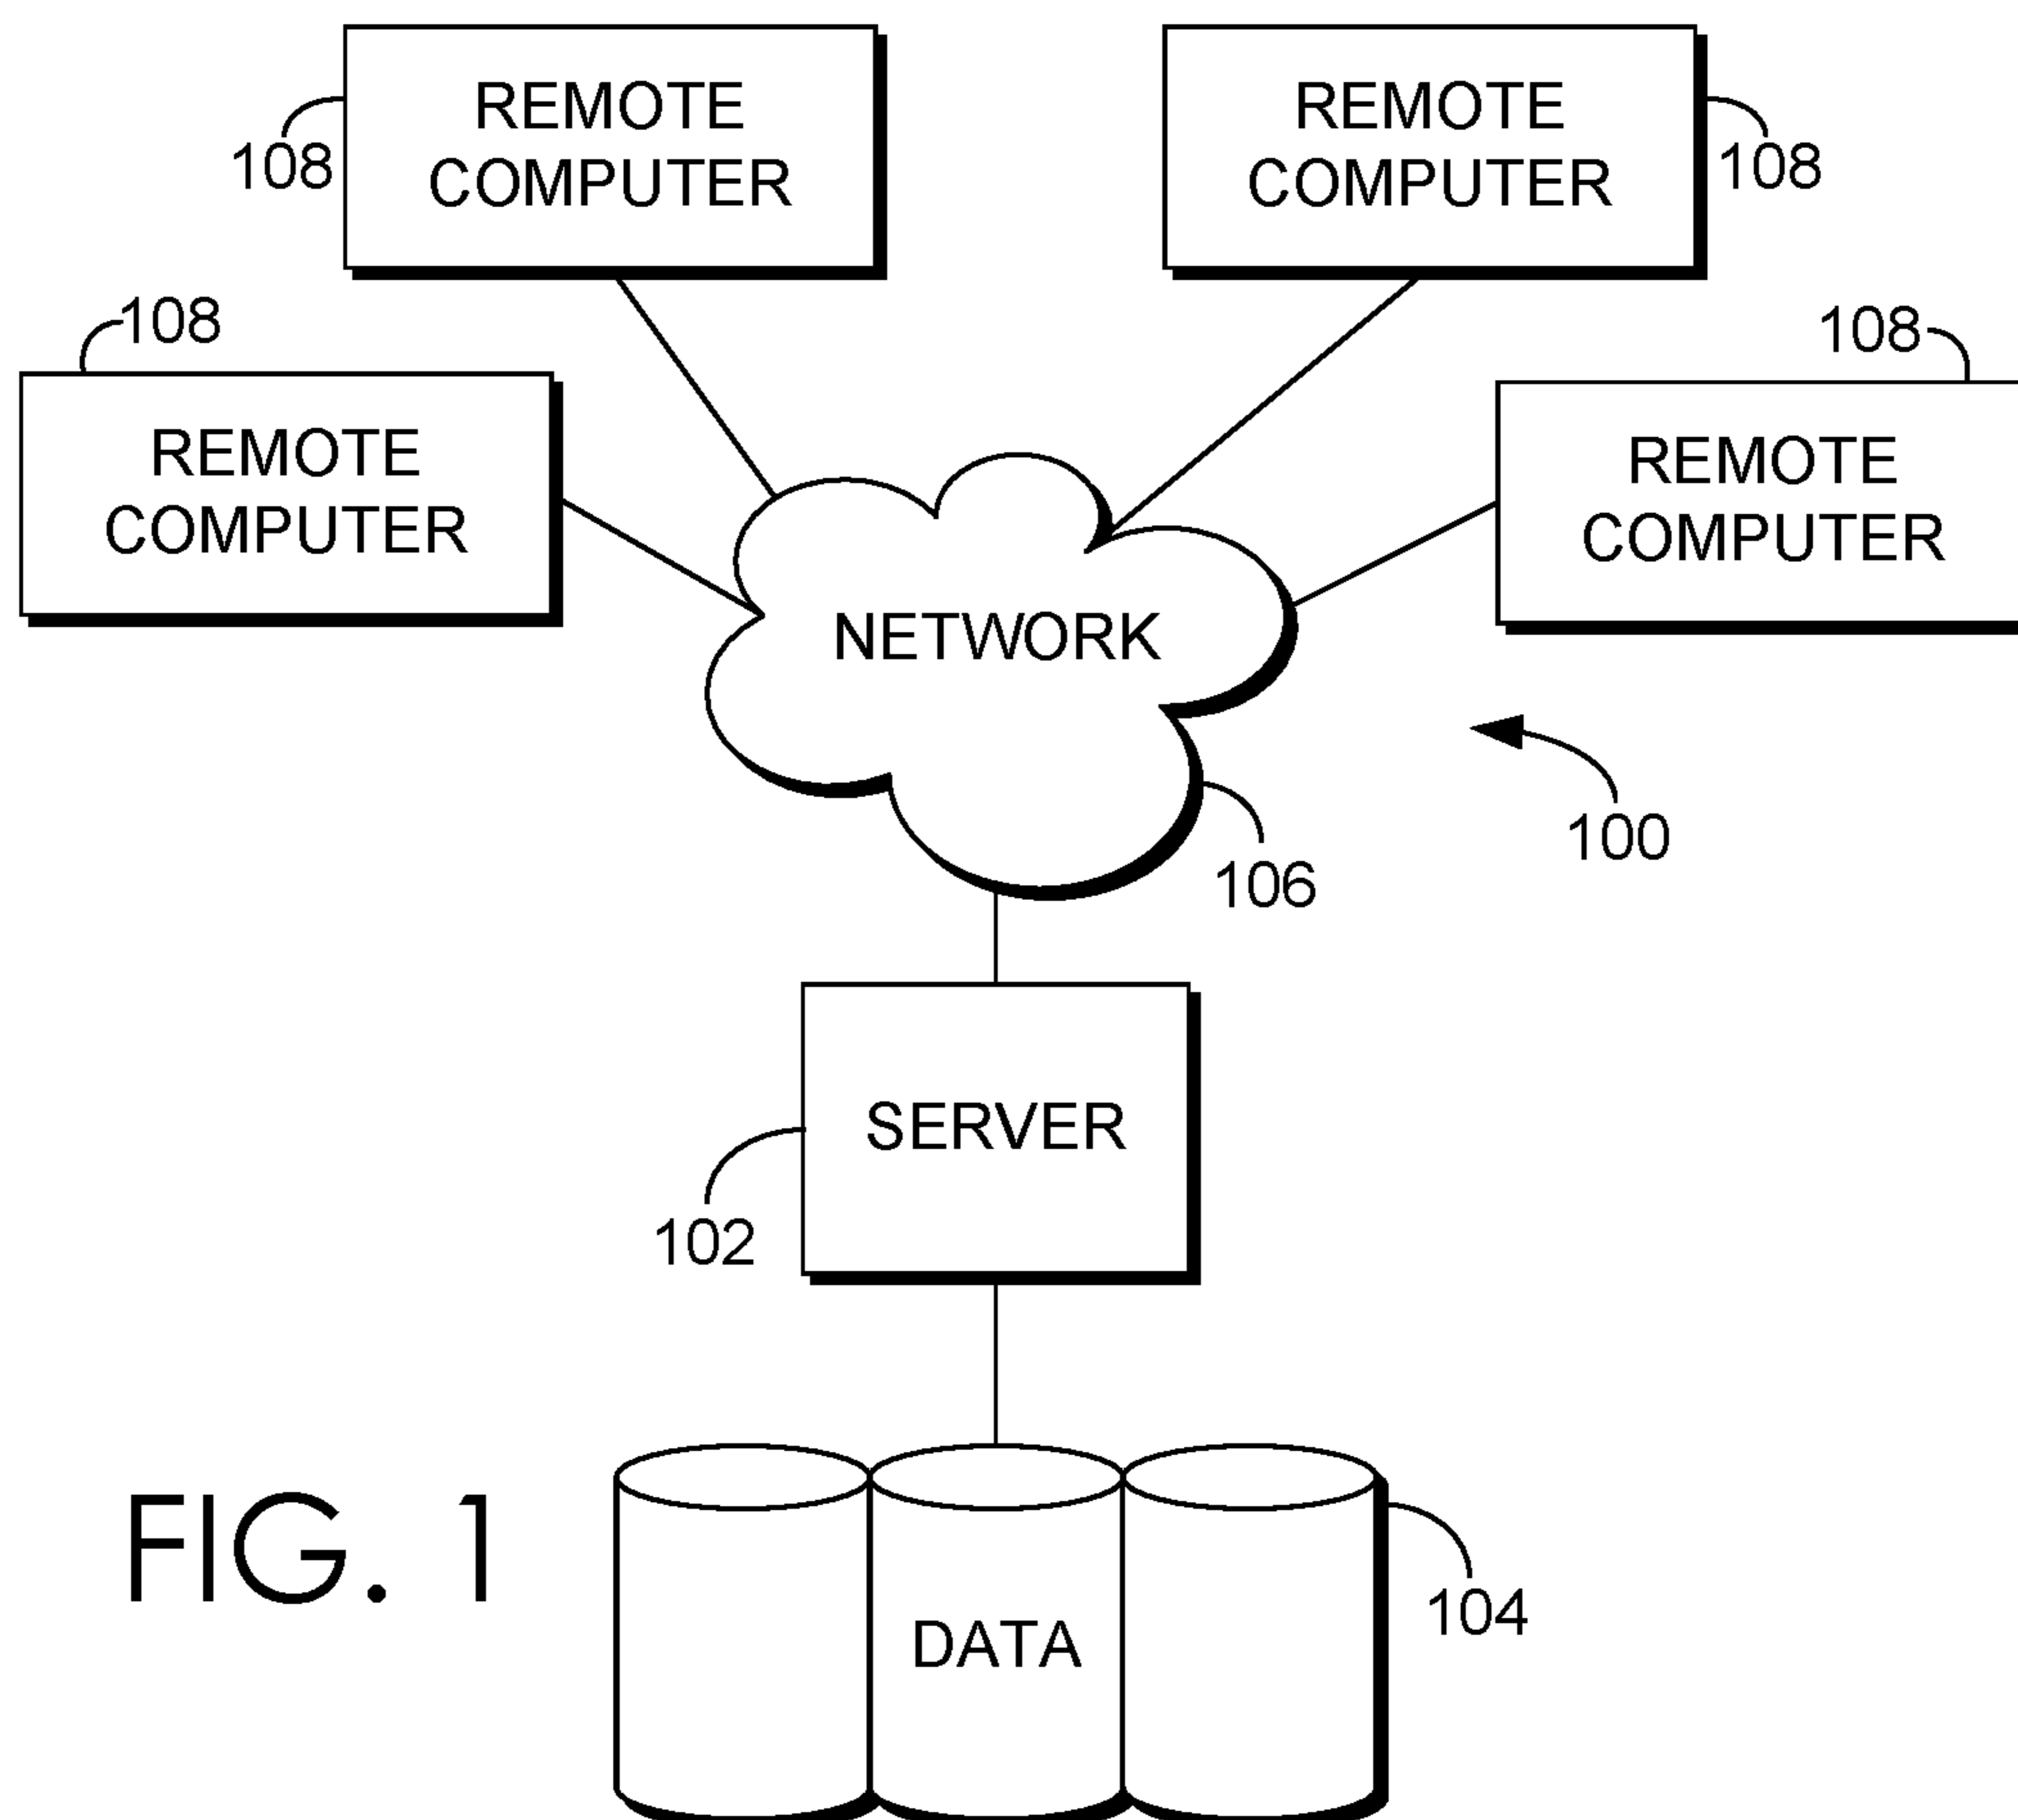 REMOTE
COMPUTER
108
REMOTE
COMPUTER
108
108
REMOTE
COMPUTER
108
REMOTE
COMPUTER
NETWORK
100
106
SERVER
102
FIG. 1
DATA
104